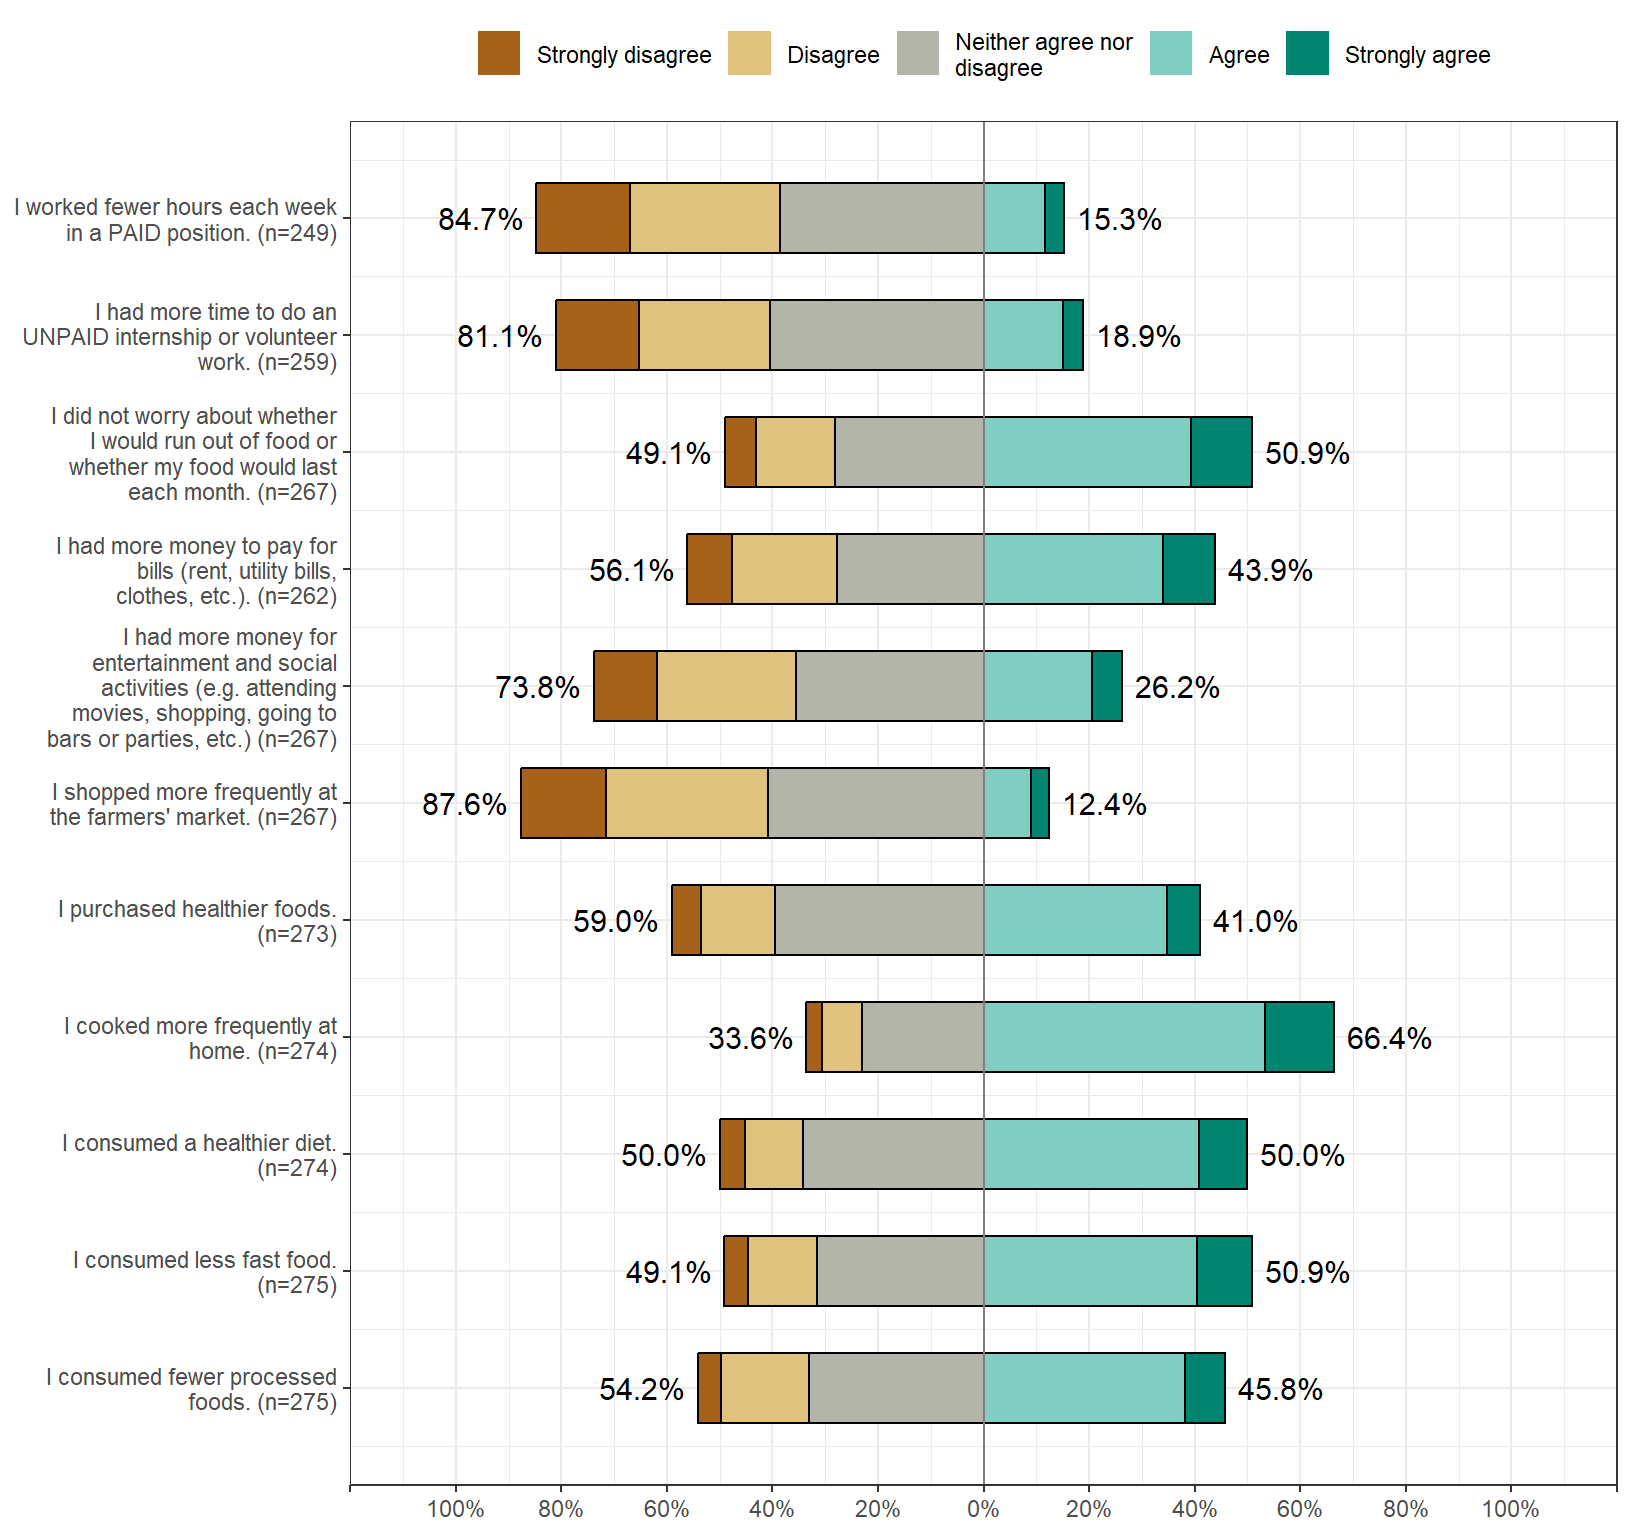 Strongly disagree
Disagree
Neither agree nor
disagree
Agree
Strongly agree
I worked fewer hours each week
in a PAID position. (n=249)
84.7%
15.3%
I had more time to do an
UNPAID internship or volunteer
work. (n=259)
81.1%
18.9%
I did not worry about whether
I would run out of food or
whether my food would last
each month. (n=267)
49.1%
50.9%
I had more money to pay for
bills (rent, utility bills,
clothes, etc.). (n=262)
56.1%
43.9%
I had more money for
entertainment and social
activities (e.g. attending
movies, shopping, going to
bars or parties, etc.) (n=267)
73.8%
26.2%
I shopped more frequently at
the farmers' market. (n=267)
87.6%
12.4%
I purchased healthier foods.
(n=273)
59.0%
41.0%
I cooked more frequently at
home. (n=274)
33.6%
66.4%
I consumed a healthier diet.
(n=274)
50.0%
50.0%
I consumed less fast food.
(n=275)
49.1%
50.9%
I consumed fewer processed
foods. (n=275)
54.2%
45.8%
100% 80% 60% 40% 20% 0% 20% 40% 60% 80% 100%